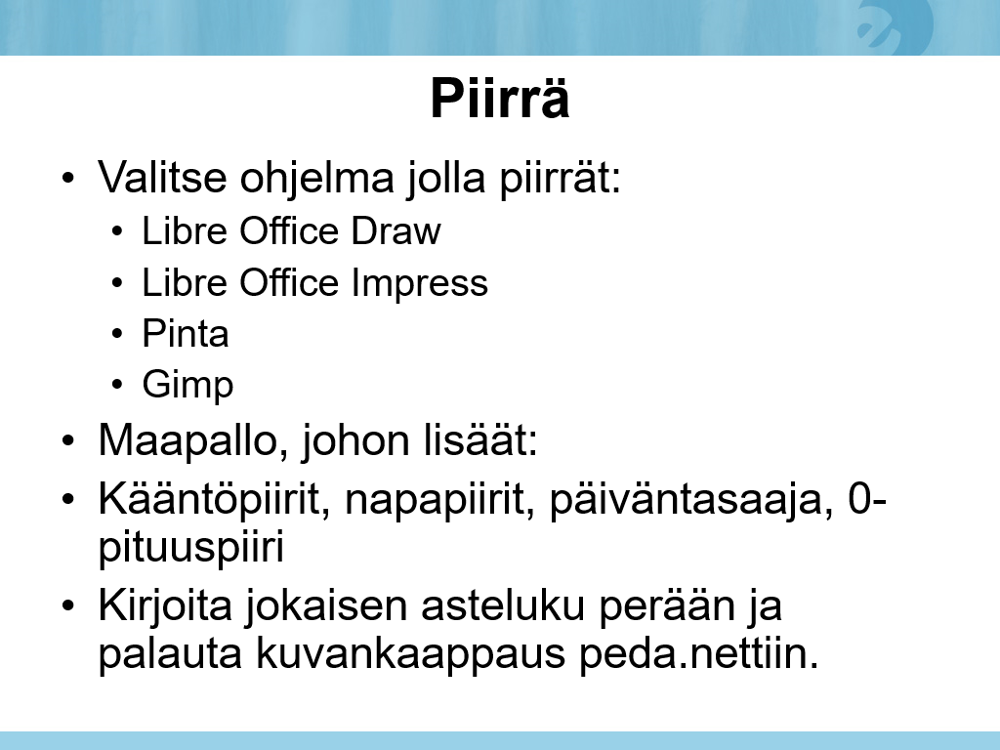 Piirrä
• Valitse ohjelma jolla piirrät:
• Libre Office Draw
• Libre Office Impress
• Pinta
• Gimp
• Maapallo, johon lisäät:
• Kääntöpiirit, napapiirit, päiväntasaaja, 0-
pituuspiiri
• Kirjoita jokaisen asteluku perään ja
palauta kuvankaappaus peda.nettiin.